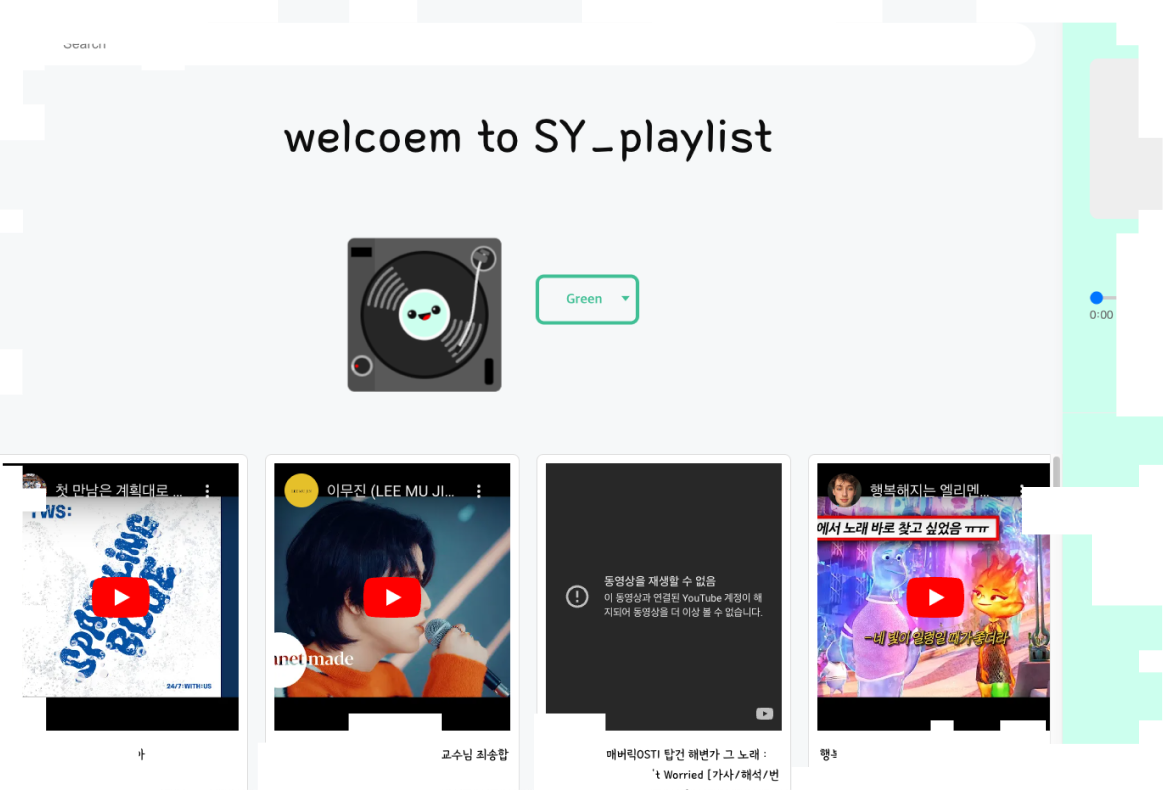 Search
welcoem to SY_playlist
Green
0:00
첫 만남은 계획대로 ...
TWS:
SPARKLING
BLUE
24/7:WITH:US
이무진 (LEE MU JI...
made
동영상을 재생할 수 없음
이 동영상과 연결된 YouTube 계정이 해
지되어 동영상을 더 이상 볼 수 없습니다.
행복해지는 엘리멘...
에서 노래 바로 찾고 싶었음 ㅠㅠ
-네 빛이 일렁일 때가 좋더라
교수님 죄송합
매버릭OST| 탑건 해변가 그 노래 :
't Worried [가사/해석/번